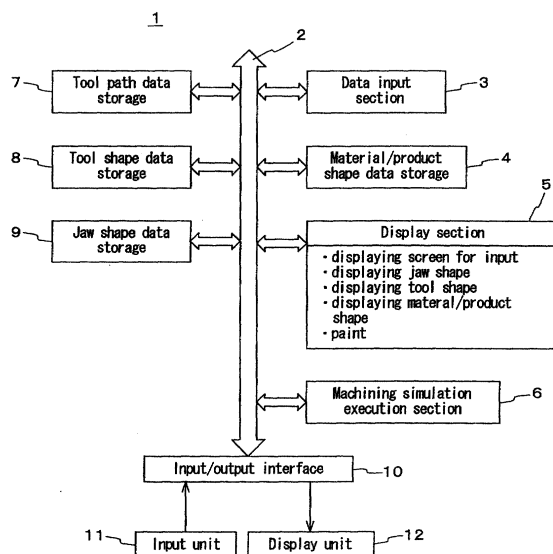 1
2
7
Tool path data
storage
Data input
section
3
8
Tool shape data
storage
Material/product
shape data storage
4
5
9
Jaw shape data
storage
Display section
・displaying screen for input
・displaying jaw shape
・displaying tool shape
・displaying materal/product
shape
・paint
Machining simulation
execution section
6
Input/output interface
10
11
Input unit
Display unit
12